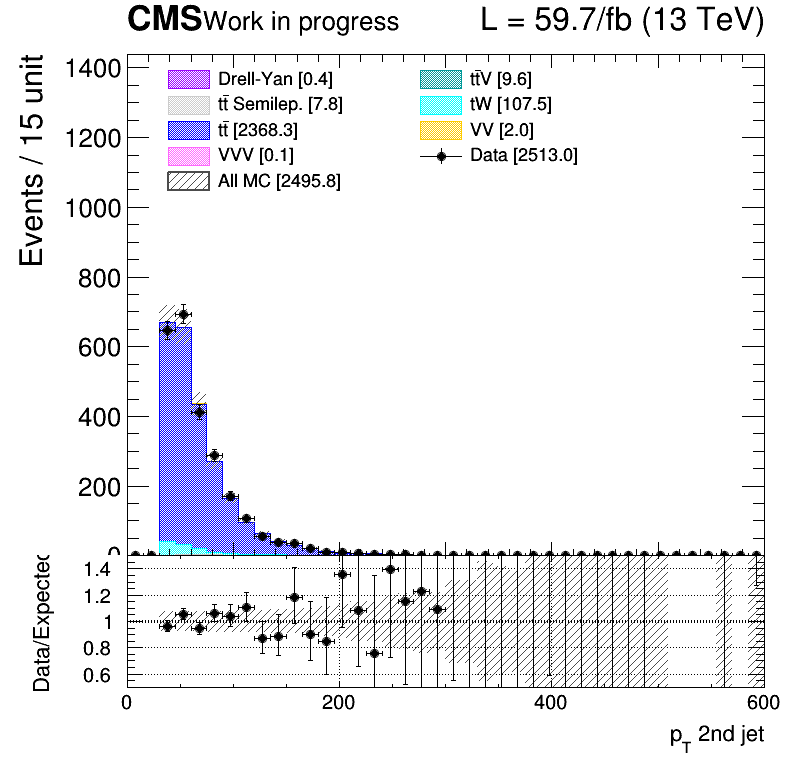 CMS Work in progress L = 59.7/fb (13 TeV)
Events / 15 unit
1400
1200
1000
800
600
400
200
0
Drell-Yan [0.4]
tt̄ Semilep. [7.8]
tt̄ [2368.3]
VVV [0.1]
All MC [2495.8]
tt̄V [9.6]
tW [107.5]
VV [2.0]
Data [2513.0]
Data/Expected
1.4
1.2
1
0.8
0.6
0 200 400 600
p_T 2nd jet